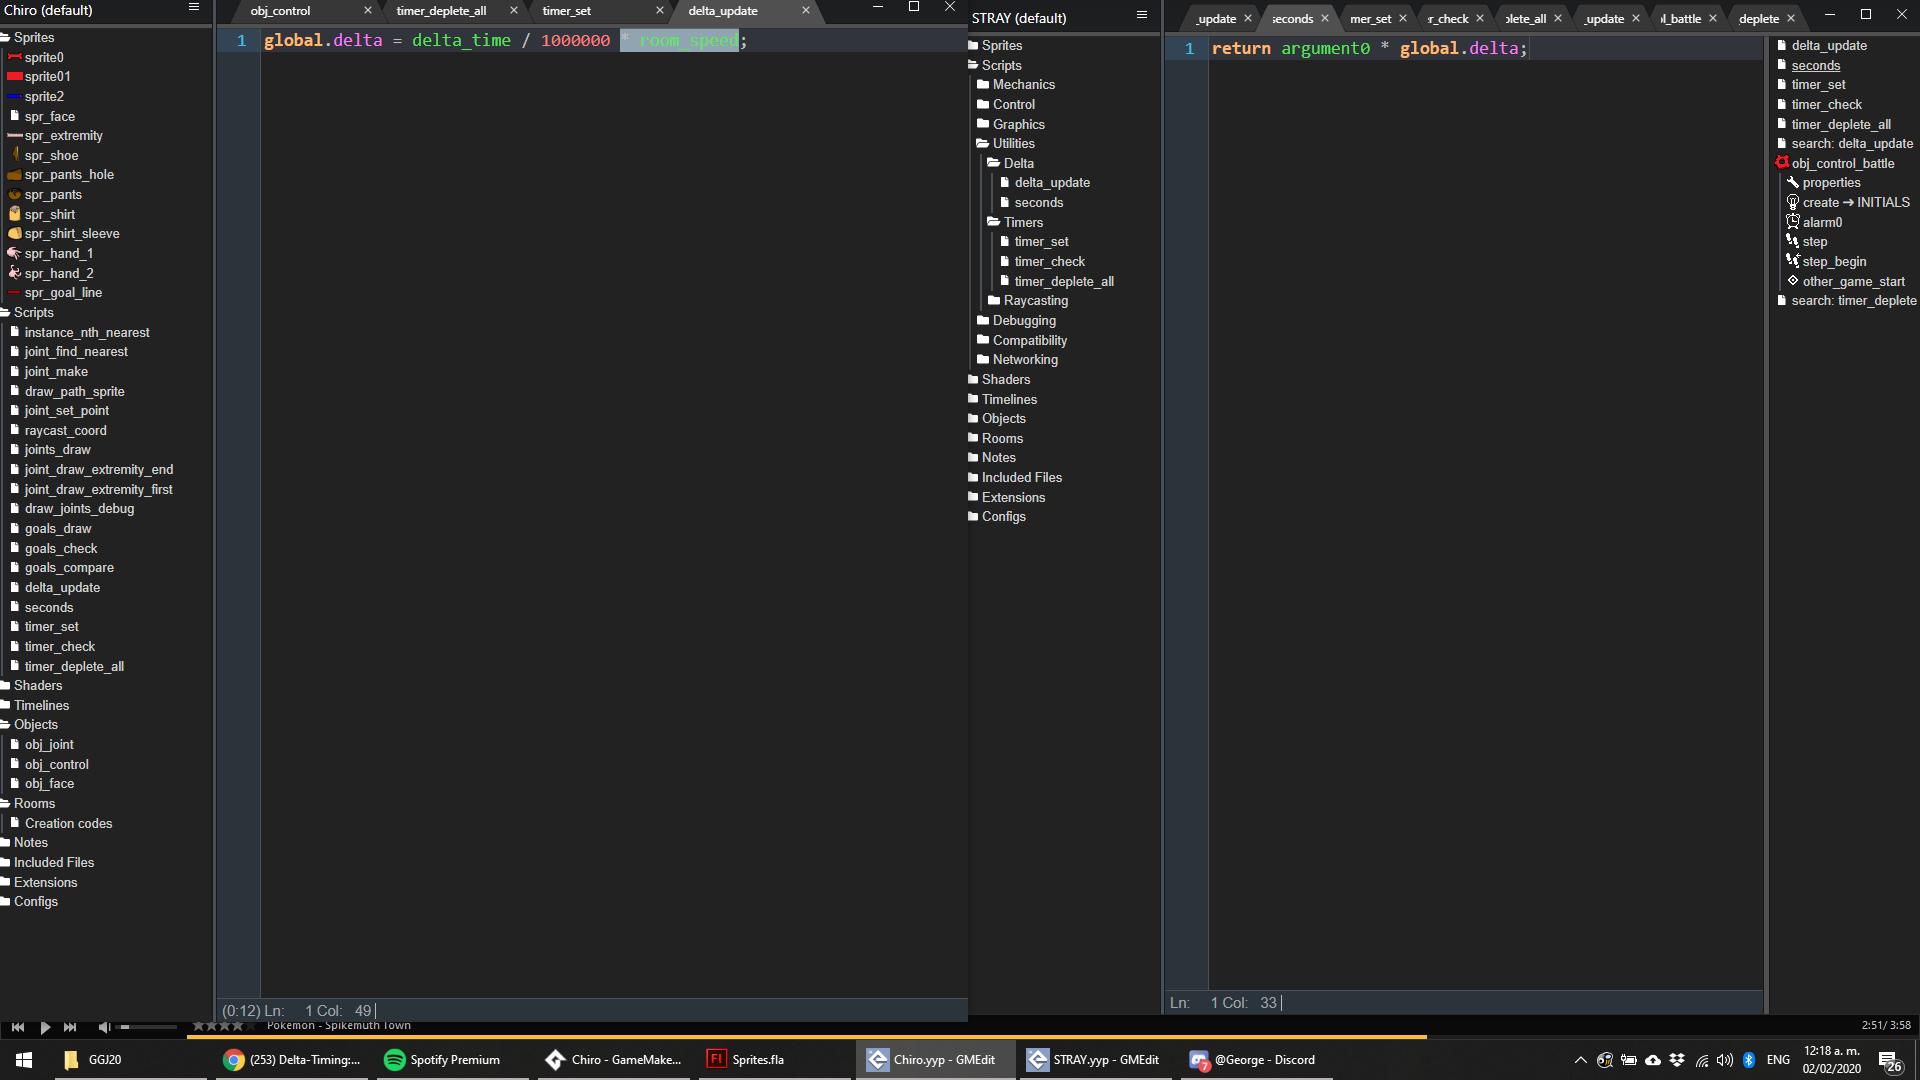 Chiro (default)
Sprites
sprite0
sprite01
sprite2
spr_face
spr_extremity
spr_shoe
spr_pants_hole
spr_pants
spr_shirt
spr_shirt_sleeve
spr_hand_1
spr_hand_2
spr_goal_line
Scripts
instance_nth_nearest
joint_find_nearest
joint_make
draw_path_sprite
joint_set_point
raycast_coord
joints_draw
joint_draw_extremity_end
joint_draw_extremity_first
draw_joints_debug
goals_draw
goals_check
goals_compare
delta_update
seconds
timer_set
timer_check
timer_deplete_all
Shaders
Timelines
Objects
obj_joint
obj_control
obj_face
Rooms
Creation codes
Notes
Included Files
Extensions
Configs
obj_control timer_deplete_all timer_set delta_update
1 global.delta = delta_time / 1000000 * room_speed;
(0:12) Ln: 1 Col: 49
STRAY (default)
Sprites
Scripts
Mechanics
Control
Graphics
Utilities
Delta
delta_update
seconds
Timers
timer_set
timer_check
timer_deplete_all
Raycasting
Debugging
Compatibility
Networking
Shaders
Timelines
Objects
Rooms
Notes
Included Files
Extensions
Configs
_update seconds mer_set r_check plete_all _update l_battle deplete
1 return argument0 * global.delta;
Ln: 1 Col: 33
delta_update
seconds
timer_set
timer_check
timer_deplete_all
search: delta_update
obj_control_battle
properties
create → INITIALS
alarm0
step
step_begin
other_game_start
search: timer_deplete
Pokémon - Spikemuth Town
2:51/ 3:58
GGJ20
(253) Delta-Timing:...
Spotify Premium
Chiro - GameMake...
Sprites.fla
Chiro.yyp - GMEdit
STRAY.yyp - GMEdit
7
@George - Discord
ENG
12:18 a. m.
02/02/2020
26